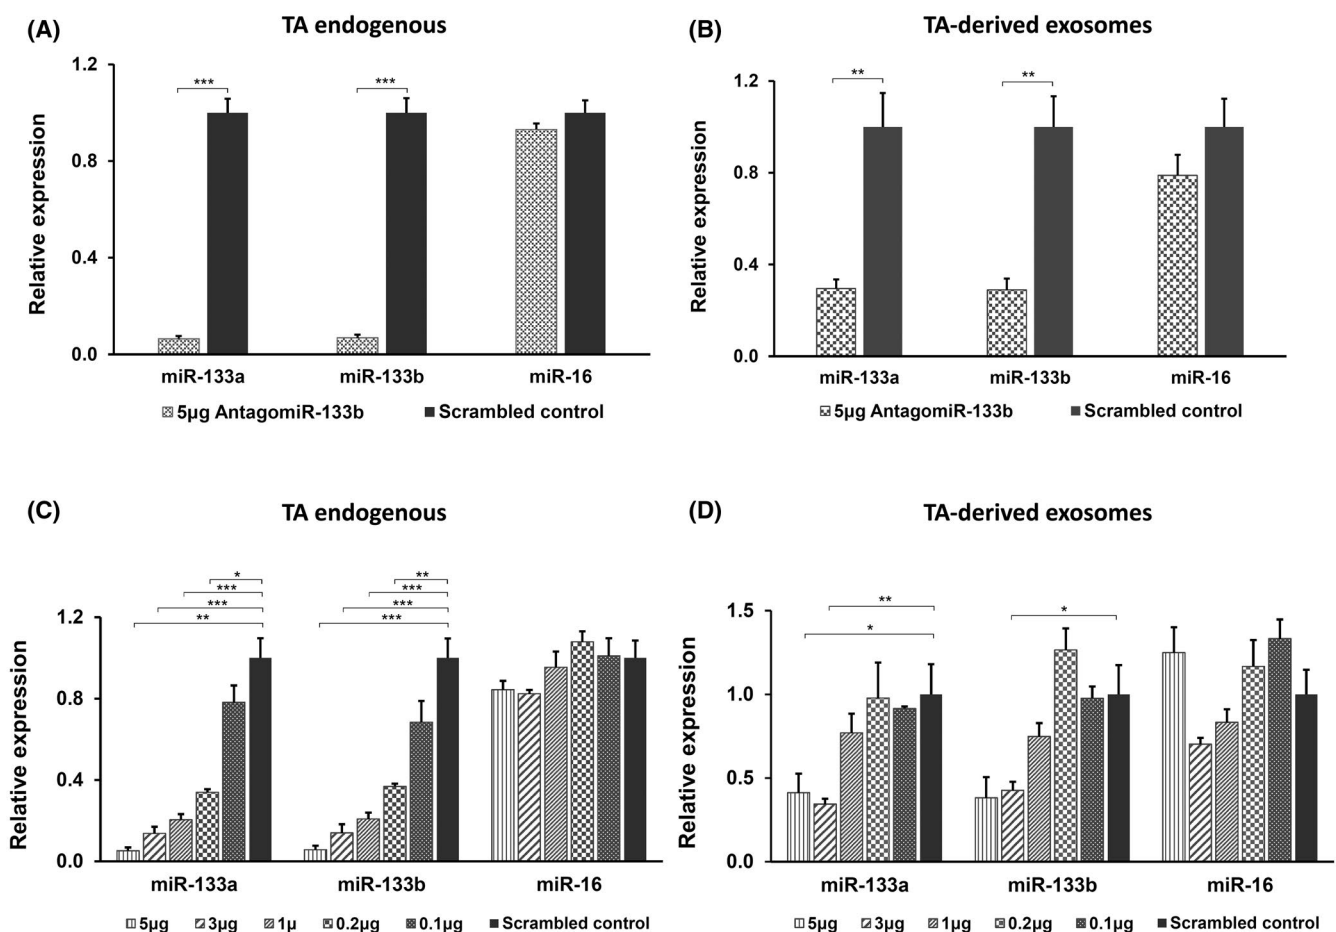 (A)
TA endogenous
Relative expression
1.2
0.8
0.4
0.0
***
***
miR-133a
miR-133b
miR-16
5µg AntagomiR-133b
Scrambled control
(B)
TA-derived exosomes
Relative expression
1.2
0.8
0.4
0.0
**
**
miR-133a
miR-133b
miR-16
5µg AntagomiR-133b
Scrambled control
(C)
TA endogenous
Relative expression
1.2
0.8
0.4
0.0
*
***
***
**
**
***
***
***
miR-133a
miR-133b
miR-16
5µg 3µg 1µ 0.2µg 0.1µg Scrambled control
(D)
TA-derived exosomes
Relative expression
1.5
1.0
0.5
0.0
**
*
*
miR-133a
miR-133b
miR-16
5µg 3µg 1µg 0.2µg 0.1µg Scrambled control